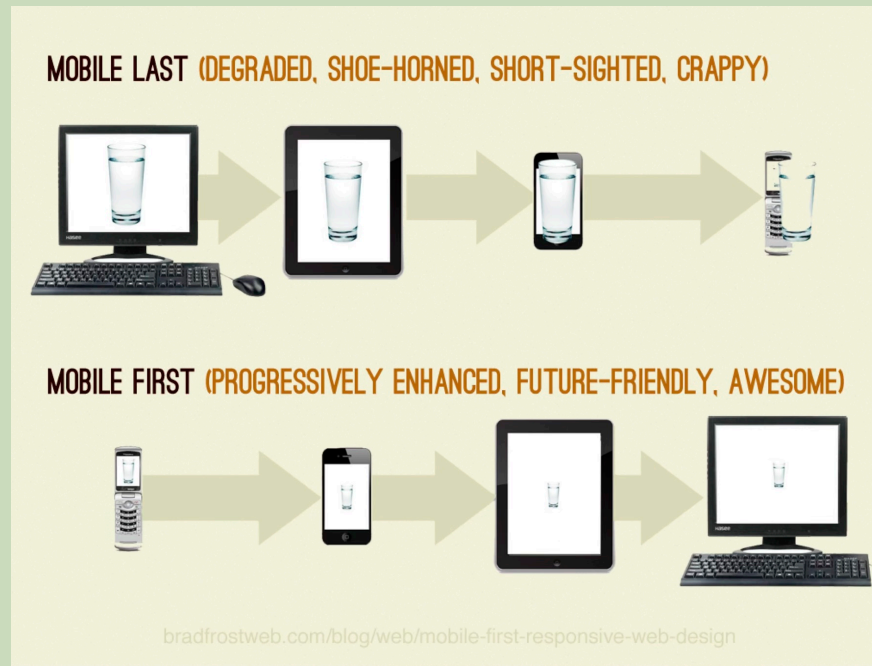 MOBILE LAST (DEGRADED, SHOE-HORNED, SHORT-SIGHTED, CRAPPY)
MOBILE FIRST (PROGRESSIVELY ENHANCED, FUTURE-FRIENDLY, AWESOME)
bradfrostweb.com/blog/web/mobile-first-responsive-web-design